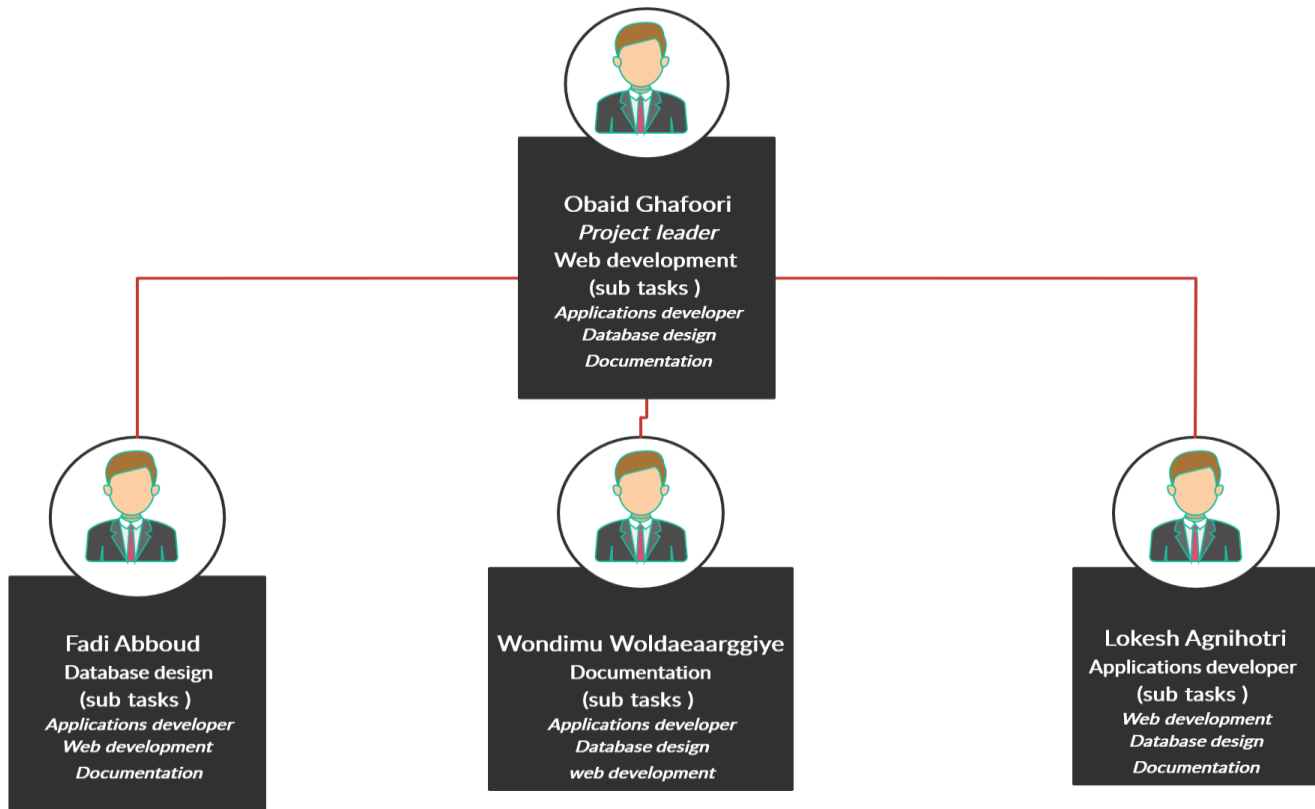 Obaid Ghafoori
Project leader
Web development
(sub tasks )
Applications developer
Database design
Documentation
Fadi Abboud
Database design
(sub tasks )
Applications developer
Web development
Documentation
Wondimu Woldaeaarggiye
Documentation
(sub tasks )
Applications developer
Database design
web development
Lokesh Agnihotri
Applications developer
(sub tasks )
Web development
Database design
Documentation